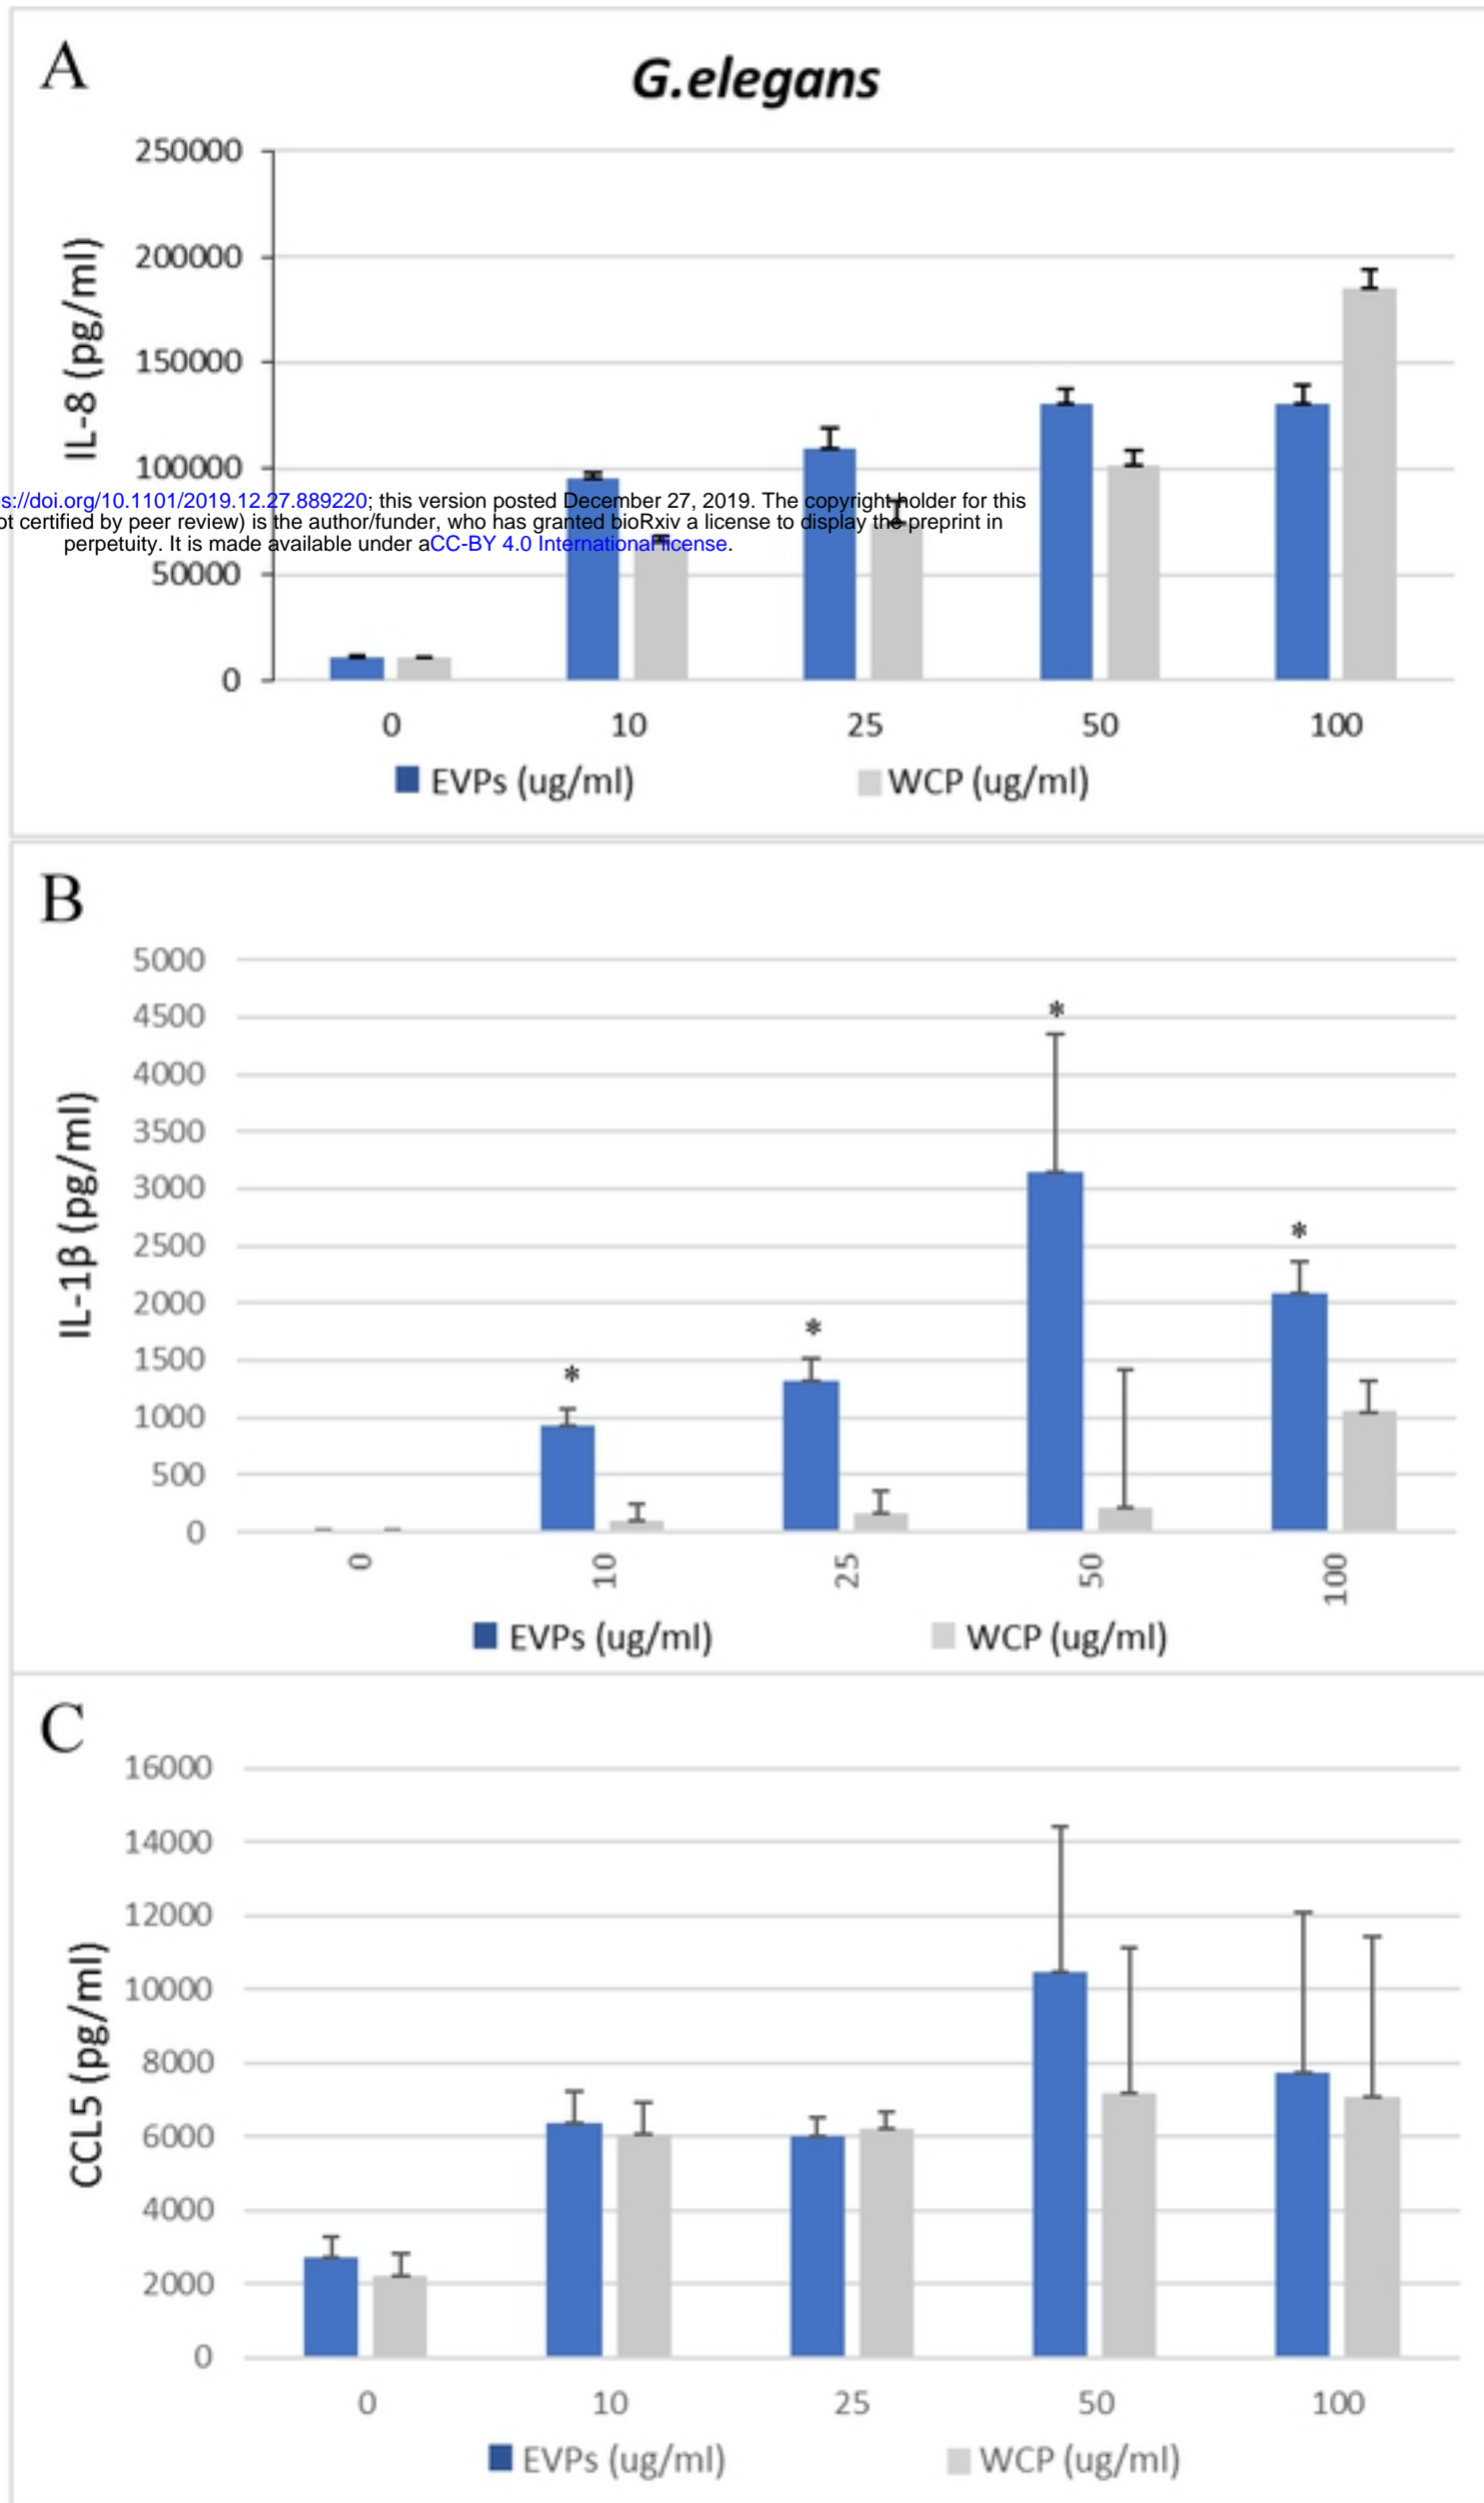 A
G.elegans
IL-8 (pg/ml)
250000
200000
150000
100000
s://doi.org/10.1101/2019.12.27.889220; this version posted December 27, 2019. The copyright holder for this
ot certified by peer review) is the author/funder, who has granted bioRxiv a license to display the preprint in
perpetuity. It is made available under aCC-BY 4.0 International license.
50000
0
0 10 25 50 100
EVPs (ug/ml) WCP (ug/ml)
B
IL-1β (pg/ml)
5000
4500
4000
3500
3000
2500
2000
1500
1000
500
0
* * * *
0 10 25 50 100
EVPs (ug/ml) WCP (ug/ml)
C
CCL5 (pg/ml)
16000
14000
12000
10000
8000
6000
4000
2000
0
0 10 25 50 100
EVPs (ug/ml) WCP (ug/ml)